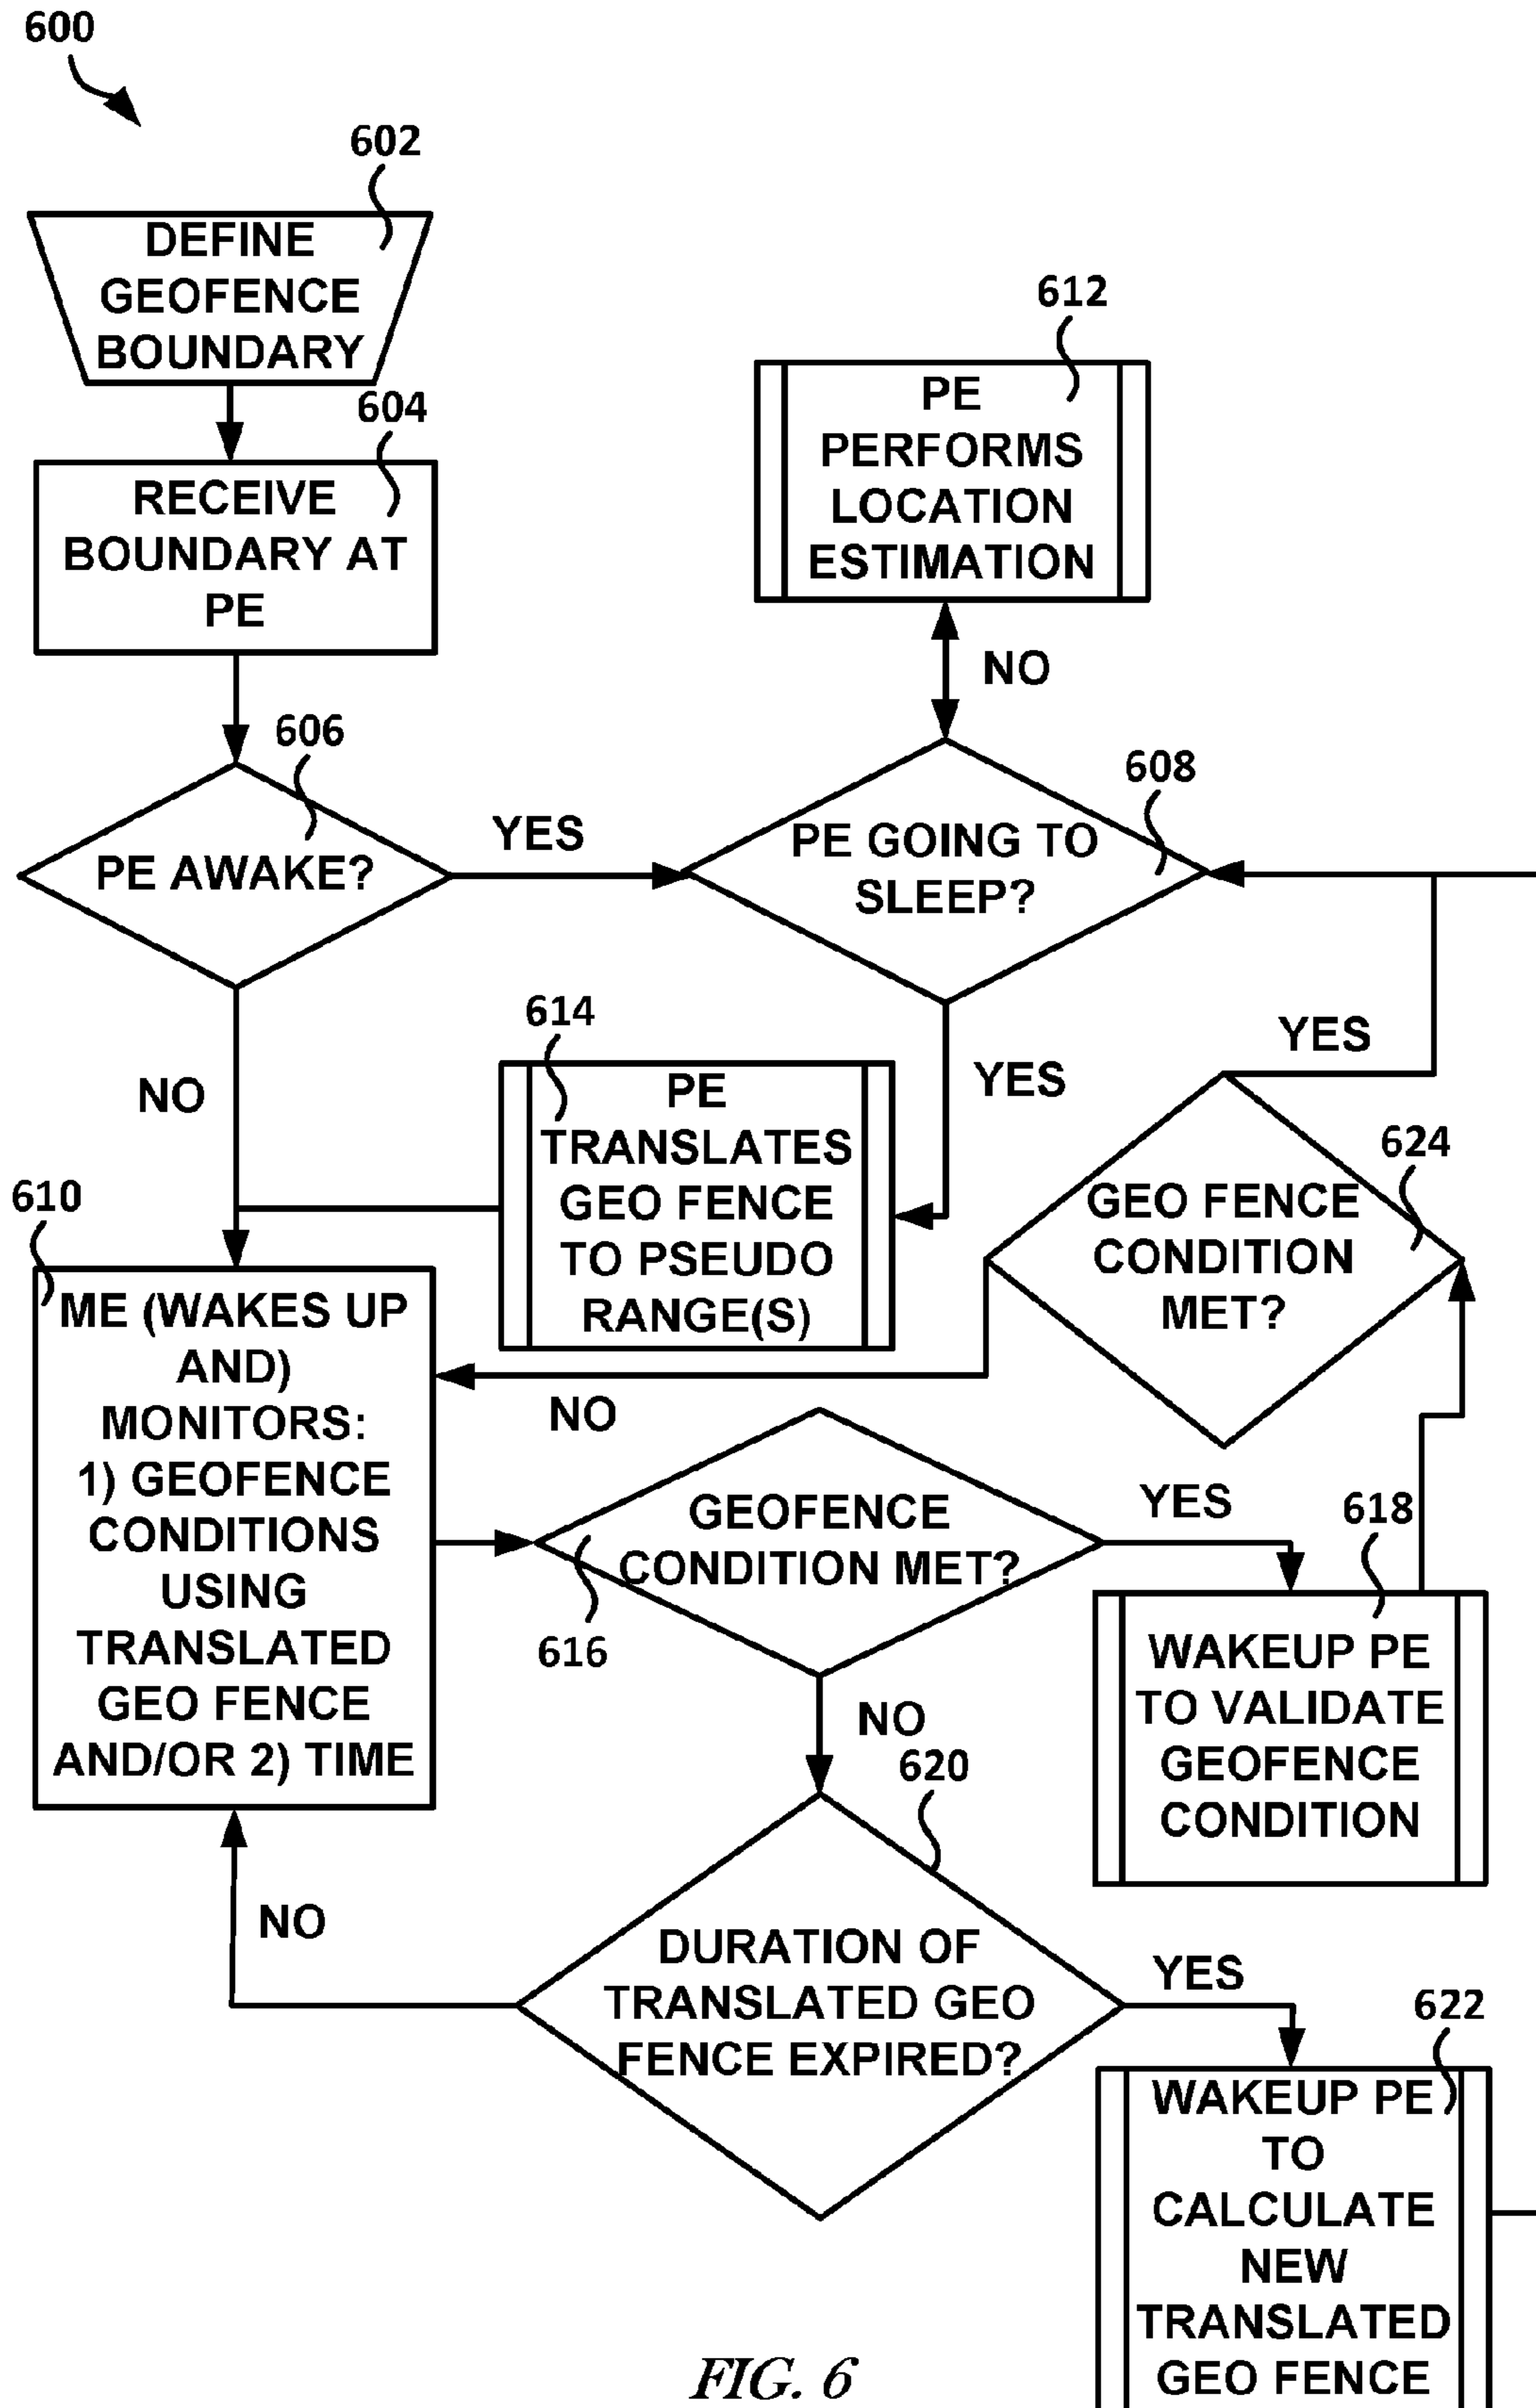 600
602
DEFINE
GEOFENCE
BOUNDARY
604
RECEIVE
BOUNDARY AT
PE
606
PE AWAKE?
YES
NO
612
PE
PERFORMS
LOCATION
ESTIMATION
NO
608
PE GOING TO
SLEEP?
YES
614
PE
TRANSLATES
GEO FENCE
TO PSEUDO
RANGE(S)
YES
624
GEO FENCE
CONDITION
MET?
NO
610
ME (WAKES UP
AND)
MONITORS:
1) GEOFENCE
CONDITIONS
USING
TRANSLATED
GEO FENCE
AND/OR 2) TIME
GEOFENCE
CONDITION MET?
616
YES
618
WAKEUP PE
TO VALIDATE
GEOFENCE
CONDITION
NO
620
DURATION OF
TRANSLATED GEO
FENCE EXPIRED?
NO
YES
622
WAKEUP PE
TO
CALCULATE
NEW
TRANSLATED
GEO FENCE
FIG. 6